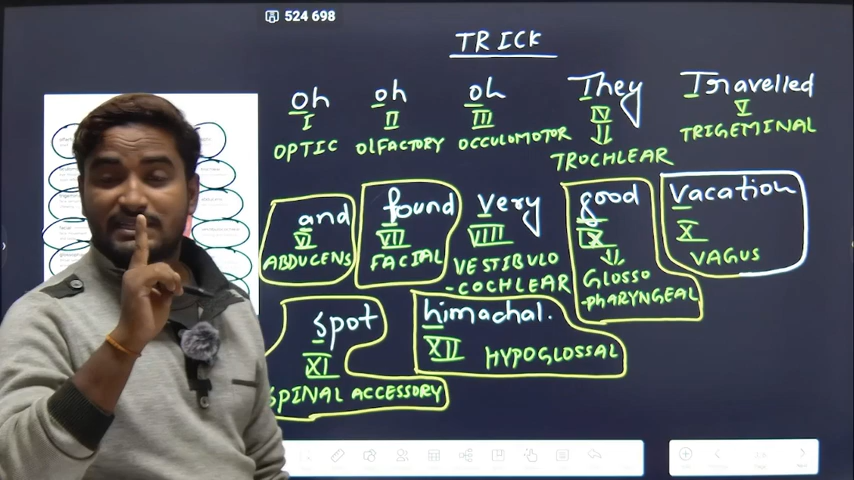 524 698
TRICK
oh oh oh They Travelled
I II III IV V
OPTIC OLFACTORY OCCULOMOTOR TROCHLEAR TRIGEMINAL
and found very good vacation
VI VII VIII IX X
ABDUCENS FACIAL VESTIBULO GLOSSO VAGUS
-COCHLEAR -PHARYNGEAL
spot himachal.
XI XII HYPOGLOSSAL
SPINAL ACCESSORY